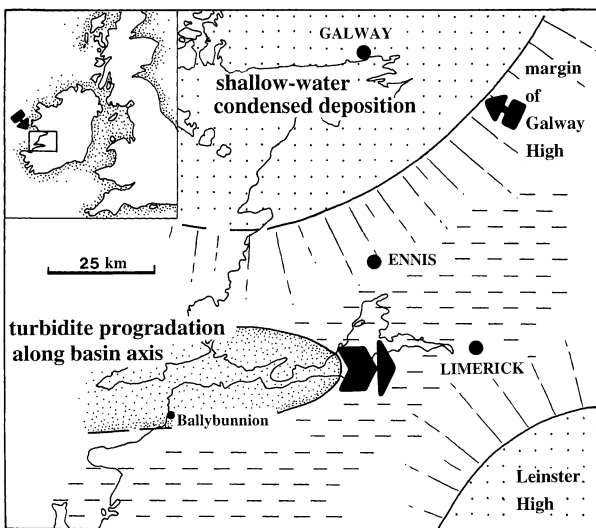 GALWAY
shallow-water
condensed deposition
margin
of
Galway
High
25 km
ENNIS
turbidite progradation
along basin axis
LIMERICK
Ballybunnion
Leinster
High